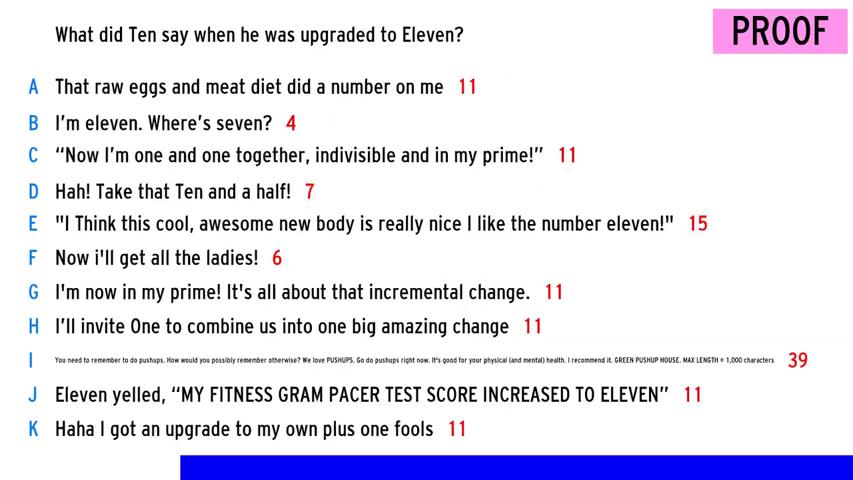 What did Ten say when he was upgraded to Eleven?
PROOF
A That raw eggs and meat diet did a number on me 11
B I'm eleven. Where's seven? 4
C “Now I'm one and one together, indivisible and in my prime!” 11
D Hah! Take that Ten and a half! 7
E "I Think this cool, awesome new body is really nice I like the number eleven!" 15
F Now i'll get all the ladies! 6
G I'm now in my prime! It's all about that incremental change. 11
H I'll invite One to combine us into one big amazing change 11
I You need to remember to do pushups. How would you possibly remember otherwise? We love PUSHUPS. Go do pushups right now. It's good for your physical (and mental) health. I recommend it. GREEN PUSHUP HOUSE. MAX LENGTH = 1,000 characters 39
J Eleven yelled, “MY FITNESS GRAM PACER TEST SCORE INCREASED TO ELEVEN” 11
K Haha I got an upgrade to my own plus one fools 11